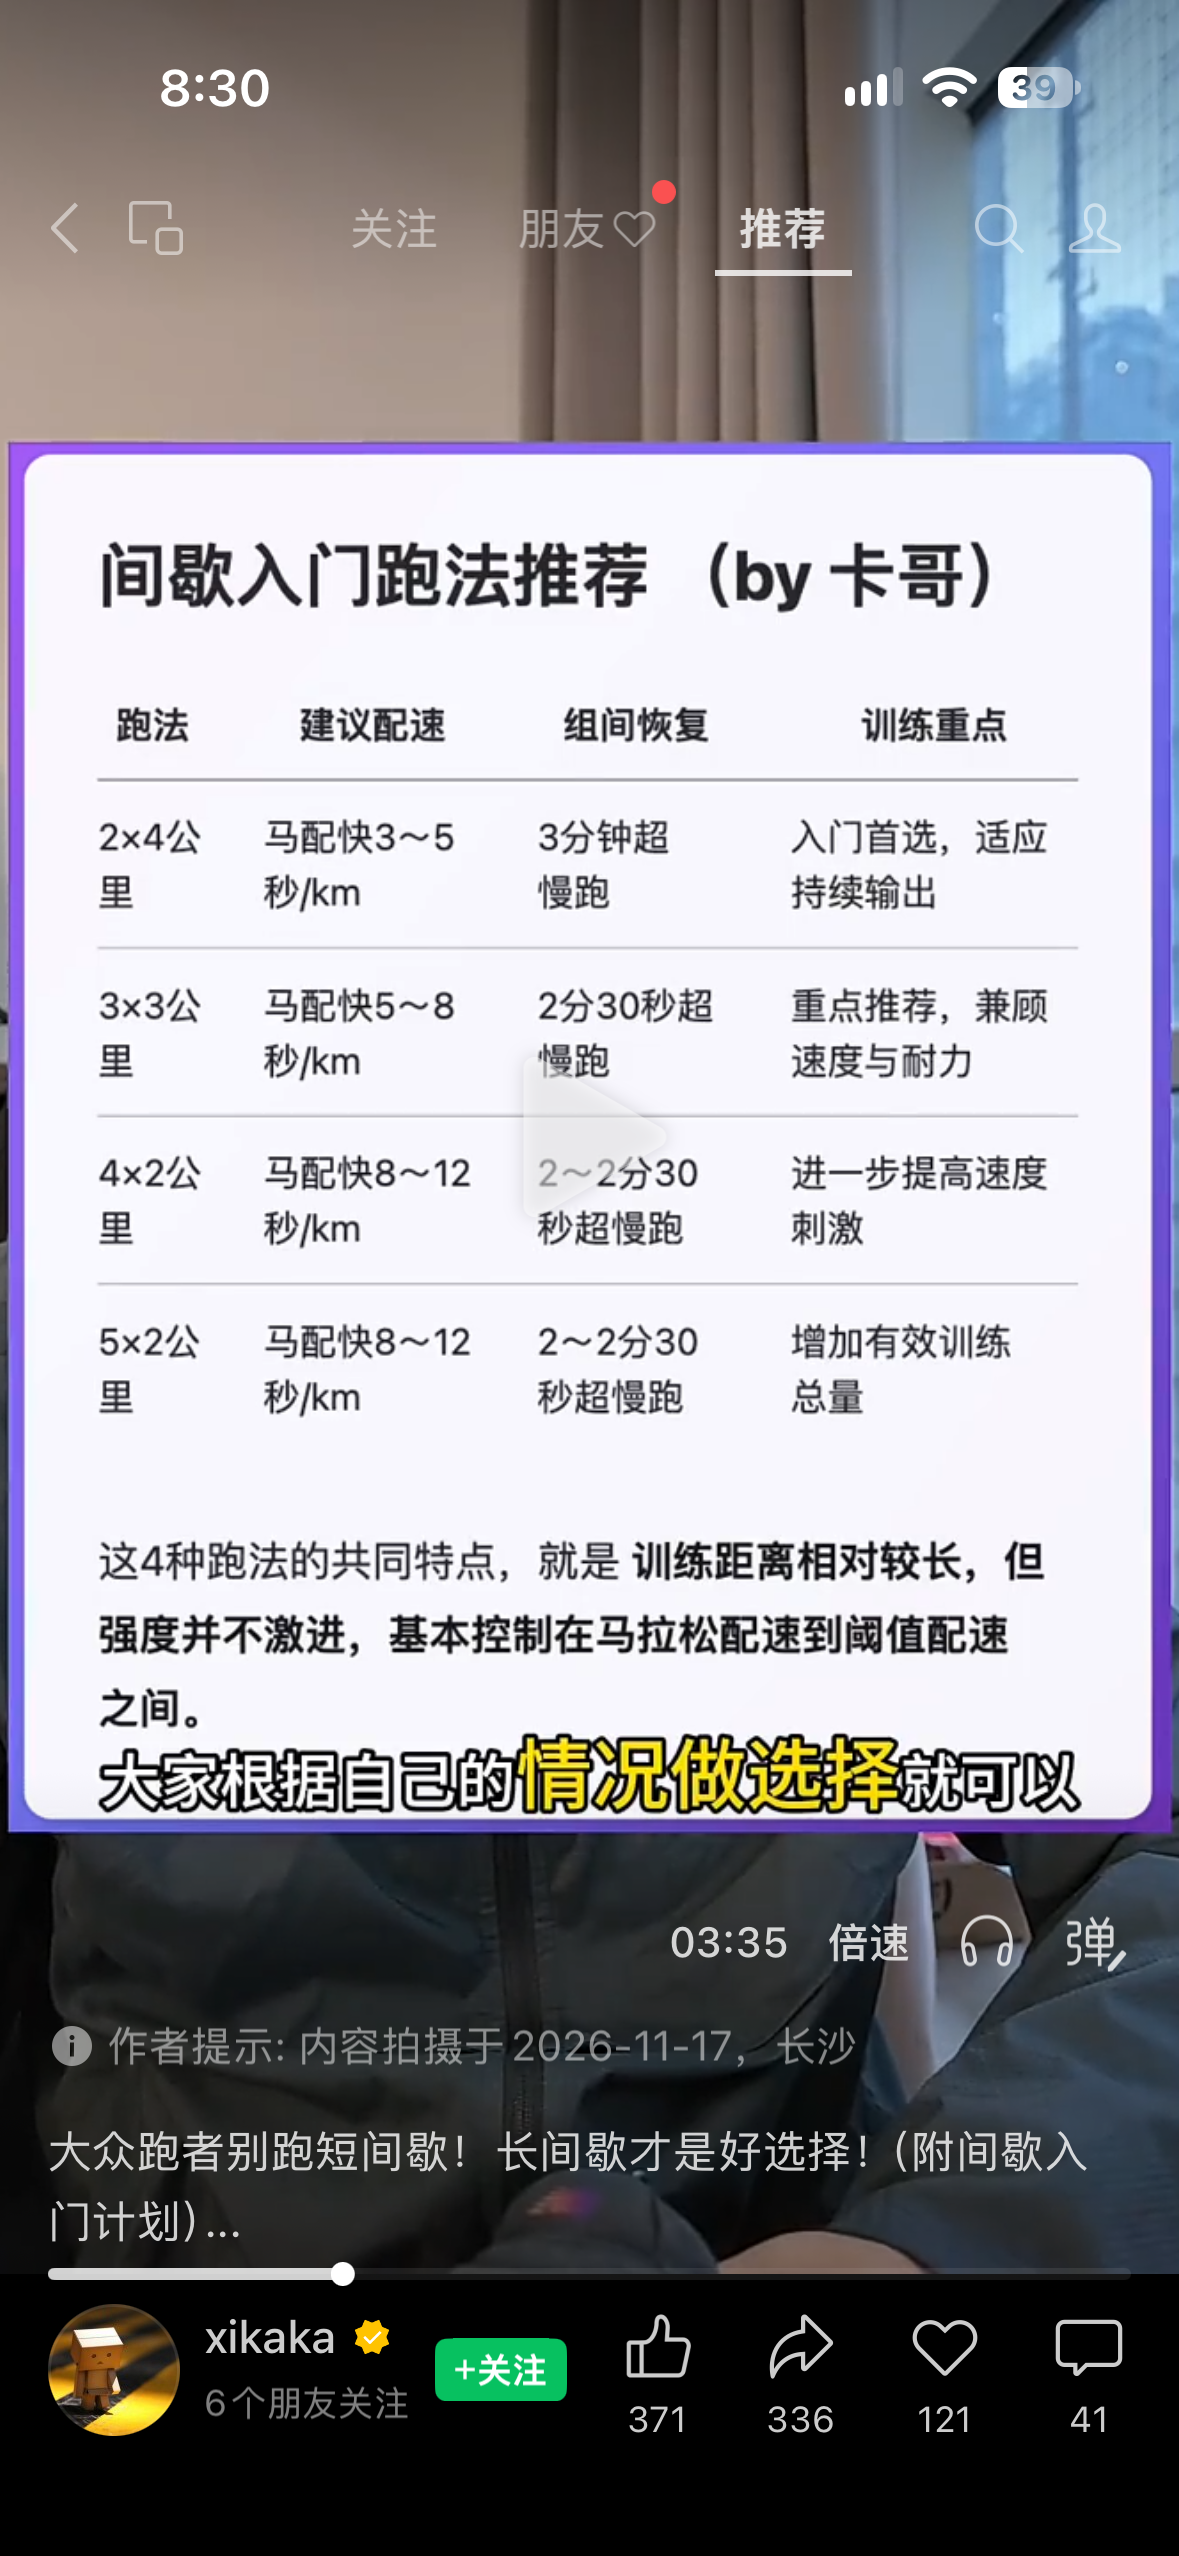 8:30
39
关注 朋友 推荐
间歇入门跑法推荐 （by 卡哥）
跑法 建议配速 组间恢复 训练重点
2×4公 马配快3～5 3分钟超 入门首选，适应
里 秒/km 慢跑 持续输出
3×3公 马配快5～8 2分30秒超 重点推荐，兼顾
里 秒/km 慢跑 速度与耐力
4×2公 马配快8～12 2～2分30 进一步提高速度
里 秒/km 秒超慢跑 刺激
5×2公 马配快8～12 2～2分30 增加有效训练
里 秒/km 秒超慢跑 总量
这4种跑法的共同特点，就是 训练距离相对较长，但
强度并不激进，基本控制在马拉松配速到阈值配速
之间。
大家根据自己的情况做选择就可以
03:35 倍速 弹
作者提示: 内容拍摄于2026-11-17，长沙
大众跑者别跑短间歇！长间歇才是好选择！(附间歇入
门计划)...
xikaka
6个朋友关注
+关注
371 336 121 41